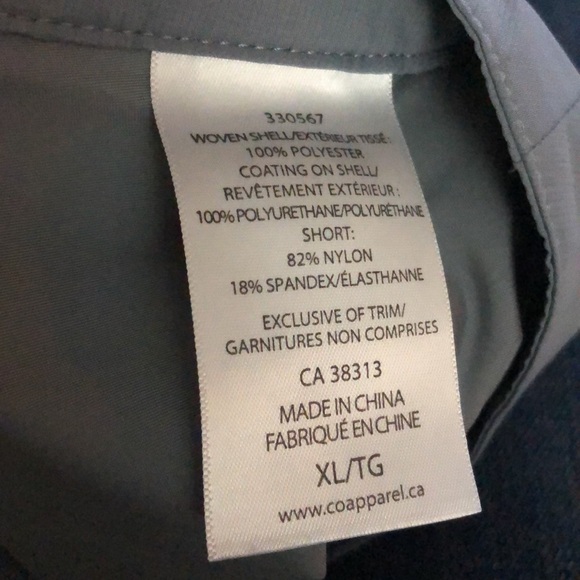 330567
WOVEN SHELL/EXTÉRIEUR TISSÉ :
100% POLYESTER
COATING ON SHELL/
REVÊTEMENT EXTÉRIEUR :
100% POLYURETHANE/POLYURÉTHANE
SHORT:
82% NYLON
18% SPANDEX/ÉLASTHANNE
EXCLUSIVE OF TRIM/
GARNITURES NON COMPRISES
CA 38313
MADE IN CHINA
FABRIQUÉ EN CHINE
XL/TG
www.coapparel.ca